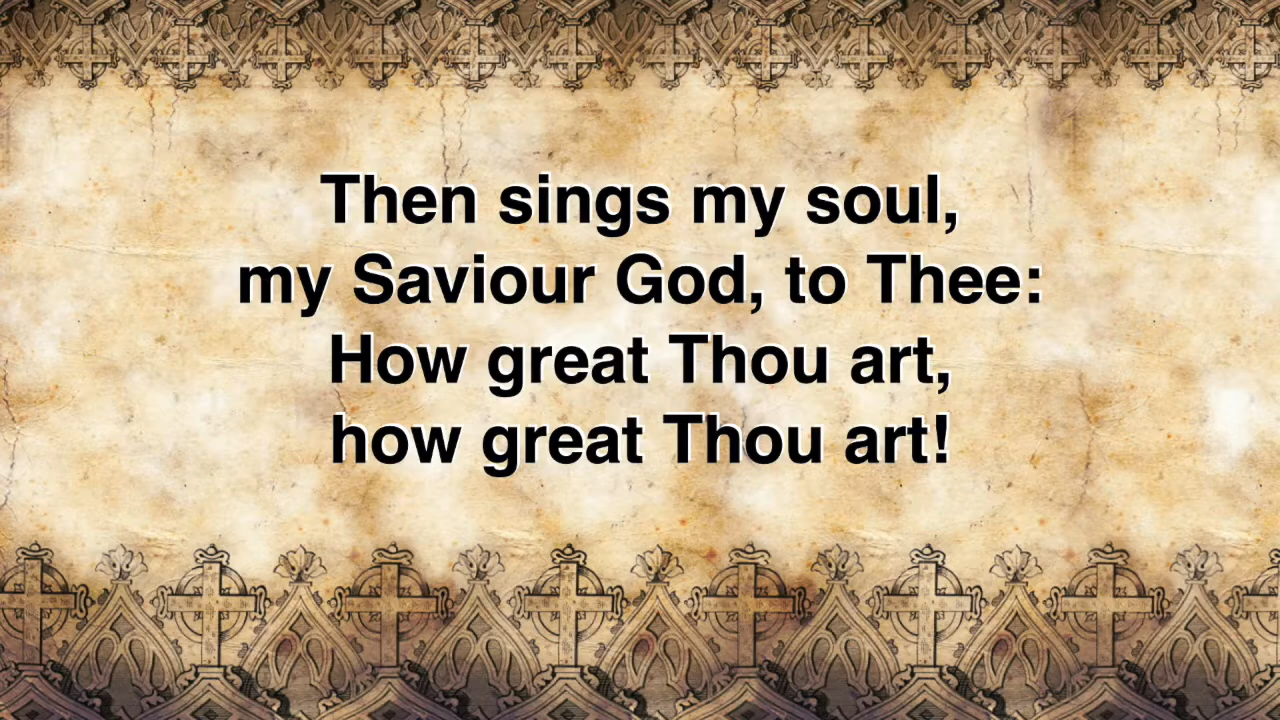 Then sings my soul,
my Saviour God, to Thee:
How great Thou art,
how great Thou art!